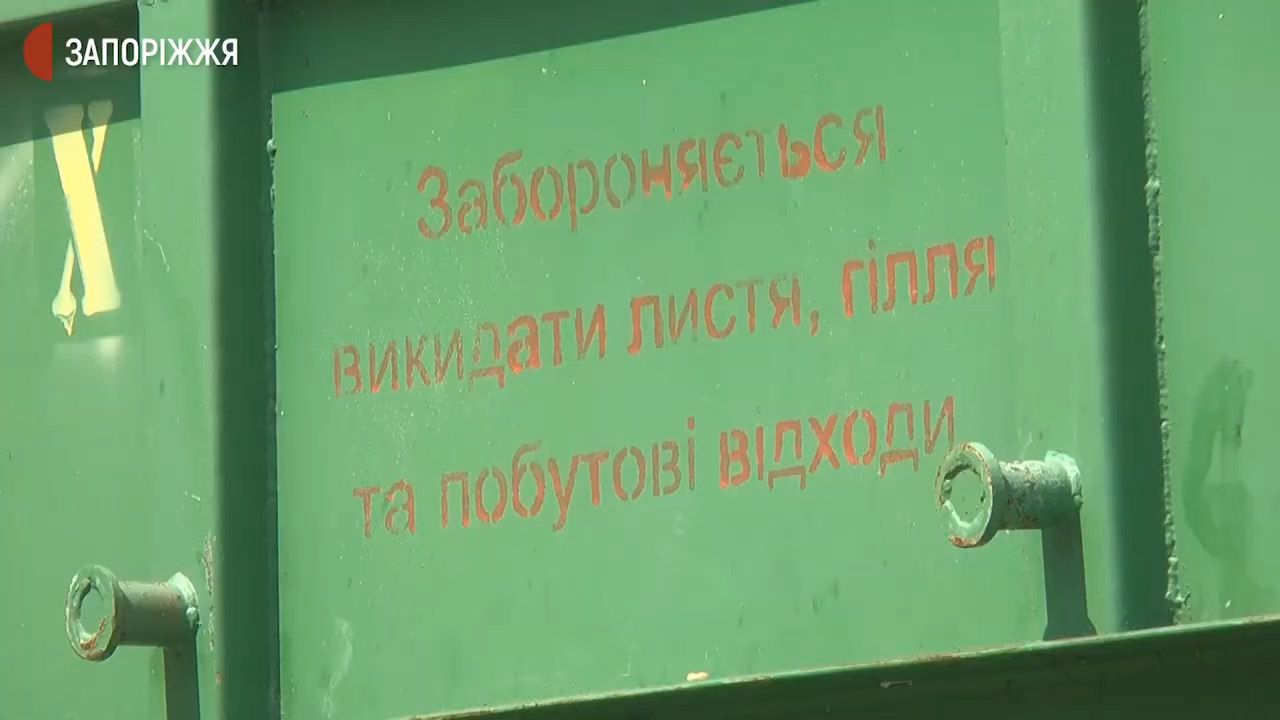 ЗАПОРІЖЖЯ
Х
Забороняється
викидати листя, гілля
та побутові відходи